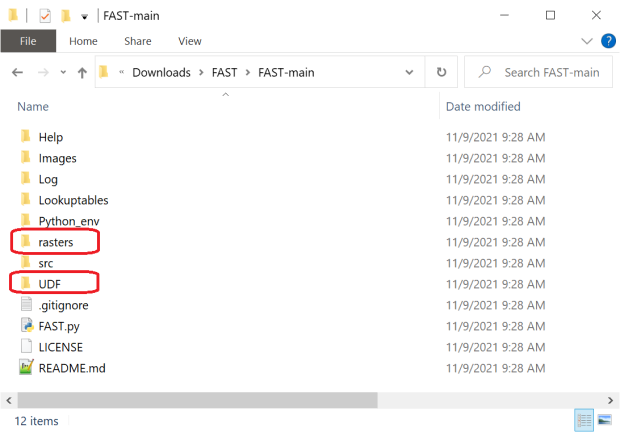 FAST-main
File Home Share View
« Downloads > FAST > FAST-main Search FAST-main
Name Date modified
Help 11/9/2021 9:28 AM
Images 11/9/2021 9:28 AM
Log 11/9/2021 9:28 AM
Lookuptables 11/9/2021 9:28 AM
Python_env 11/9/2021 9:28 AM
rasters 11/9/2021 9:28 AM
src 11/9/2021 9:28 AM
UDF 11/9/2021 9:28 AM
.gitignore 11/9/2021 9:28 AM
FAST.py 11/9/2021 9:28 AM
LICENSE 11/9/2021 9:28 AM
README.md 11/9/2021 9:28 AM
12 items